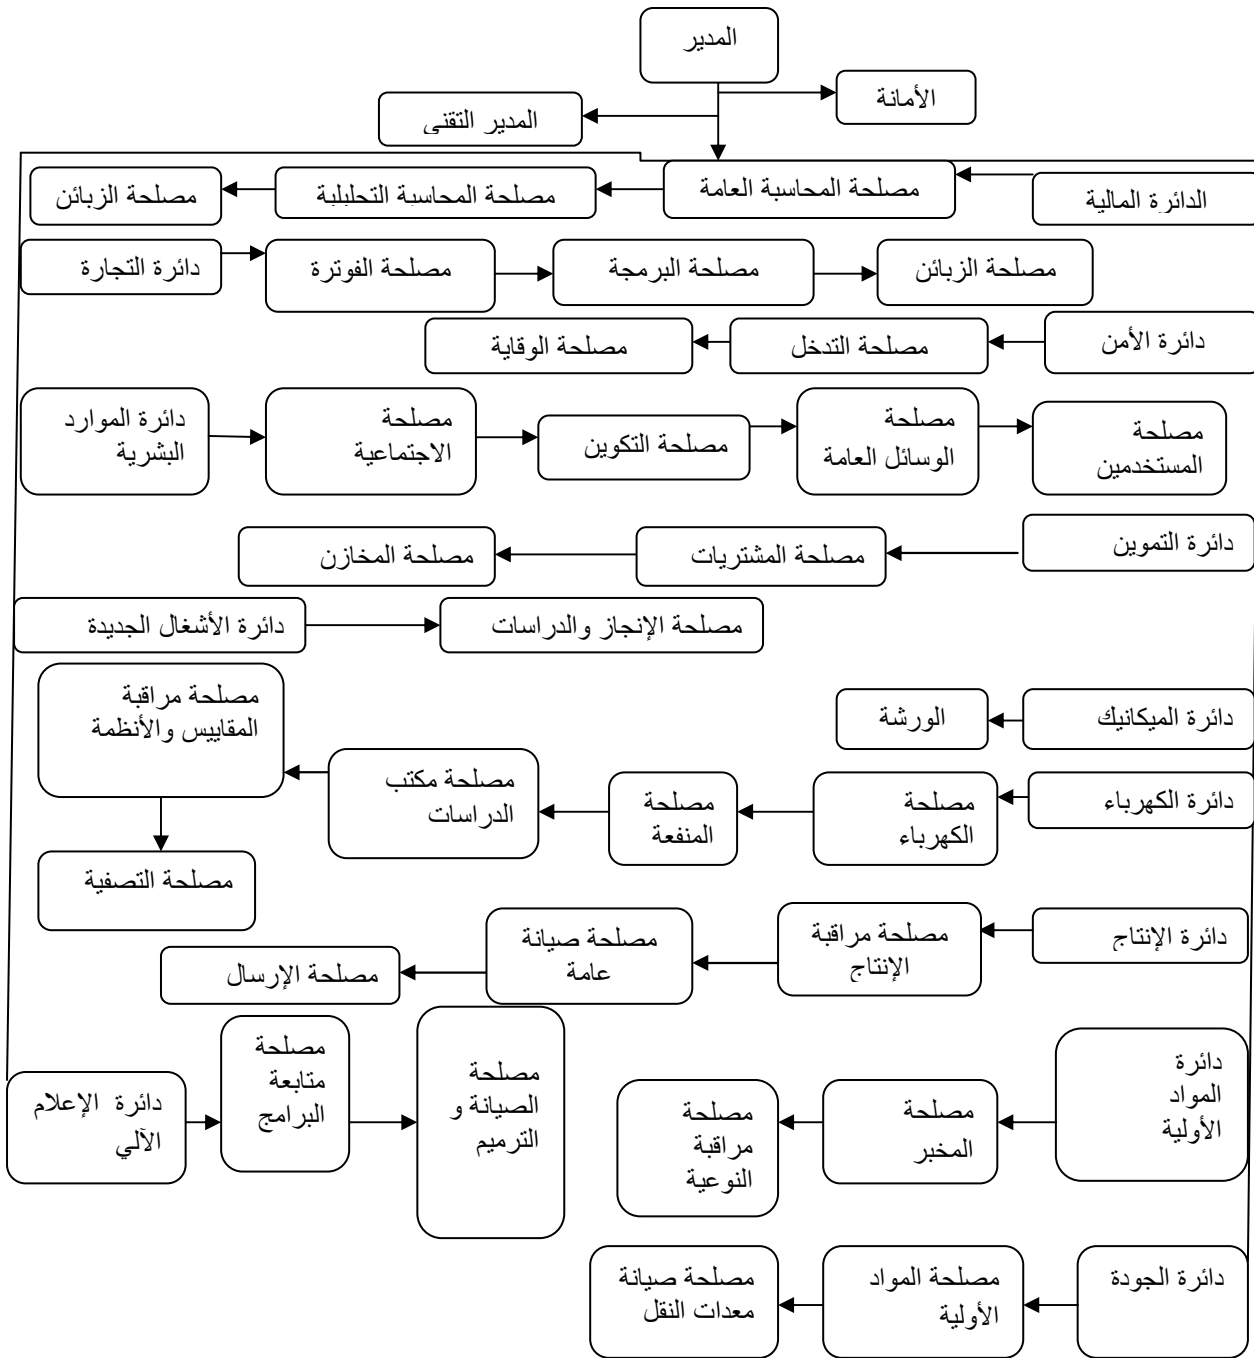 المدير
الأمانة
المدير التقني
الدائرة المالية
مصلحة المحاسبة العامة
مصلحة المحاسبة التحليلية
مصلحة الزبائن
دائرة التجارة
مصلحة الفوترة
مصلحة البرمجة
مصلحة الزبائن
دائرة الأمن
مصلحة التدخل
مصلحة الوقاية
دائرة الموارد
البشرية
مصلحة
الاجتماعية
مصلحة التكوين
مصلحة
الوسائل العامة
مصلحة
المستخدمين
دائرة التموين
مصلحة المشتريات
مصلحة المخازن
دائرة الأشغال الجديدة
مصلحة الإنجاز والدراسات
دائرة الميكانيك
الورشة
دائرة الكهرباء
مصلحة
الكهرباء
مصلحة
المنفعة
مصلحة مكتب
الدراسات
مصلحة مراقبة
المقاييس والأنظمة
مصلحة التصفية
دائرة الإنتاج
مصلحة مراقبة
الإنتاج
مصلحة صيانة
عامة
مصلحة الإرسال
دائرة الإعلام
الآلي
مصلحة
متابعة
البرامج
مصلحة
الصيانة و
الترميم
دائرة
المواد
الأولية
مصلحة
المخبر
مصلحة
مراقبة
النوعية
دائرة الجودة
مصلحة المواد
الأولية
مصلحة صيانة
معدات النقل